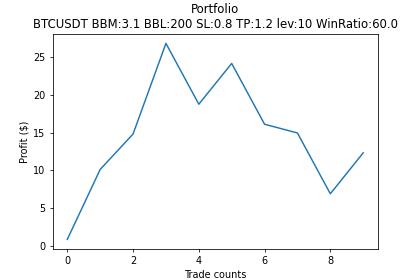 Portfolio
BTCUSDT BBM:3.1 BBL:200 SL:0.8 TP:1.2 lev:10 WinRatio:60.0
25
20
15
10
5
0
Profit ($)
0 2 4 6 8
Trade counts